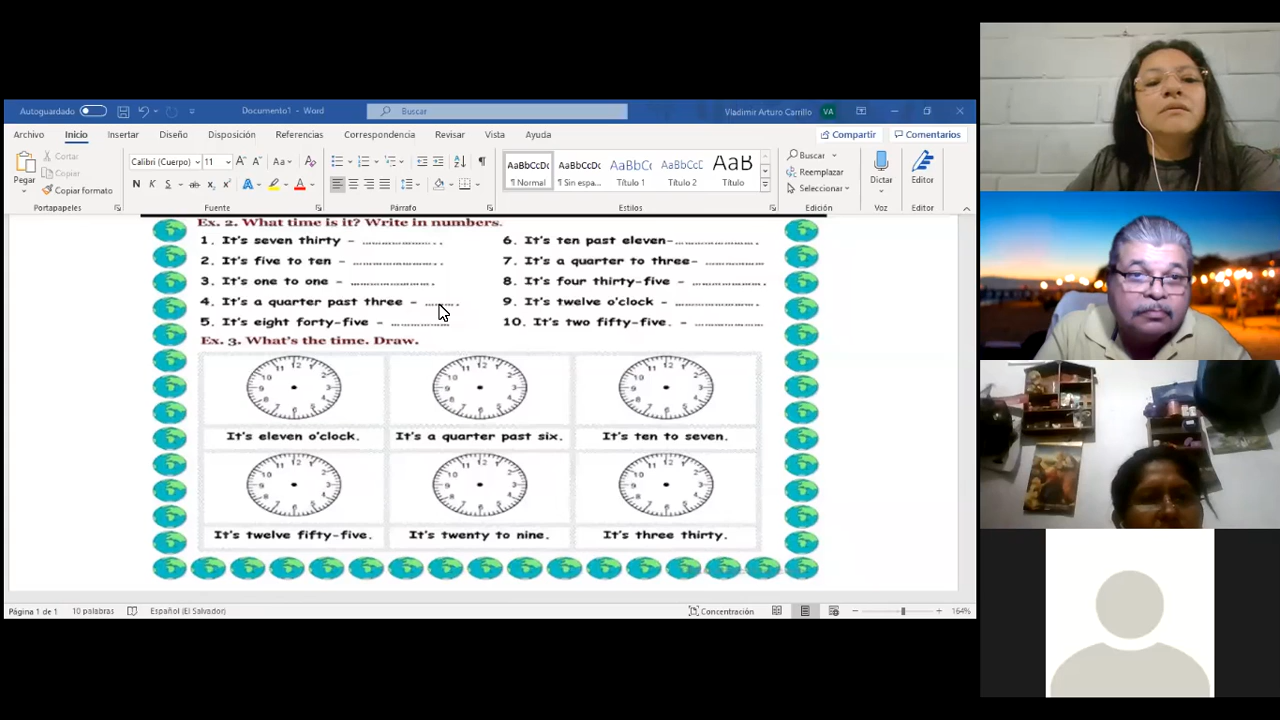 Autoguardado
Documento1 - Word
Buscar
Vladimir Arturo Carrillo
VA
Archivo Inicio Insertar Diseño Disposición Referencias Correspondencia Revisar Vista Ayuda
Compartir Comentarios
Pegar
Cortar
Copiar
Copiar formato
Calibri (Cuerpo) 11
N K S
AaBbCcDc
¶ Normal
AaBbCcDc
¶ Sin espa...
AaBbCc
Título 1
AaBbCcC
Título 2
AaB
Título
Buscar
Reemplazar
Seleccionar
Dictar
Editor
Portapapeles Fuente Párrafo Estilos Edición Voz Editor
Ex. 2. What time is it? Write in numbers.
1. It's seven thirty -
2. It's five to ten -
3. It's one to one -
4. It's a quarter past three -
5. It's eight forty-five -
6. It's ten past eleven-
7. It's a quarter to three-
8. It's four thirty-five -
9. It's twelve o'clock -
10. It's two fifty-five. -
Ex. 3. What's the time. Draw.
It's eleven o'clock. It's a quarter past six. It's ten to seven.
It's twelve fifty-five. It's twenty to nine. It's three thirty.
Página 1 de 1 10 palabras Español (El Salvador) Concentración 164%